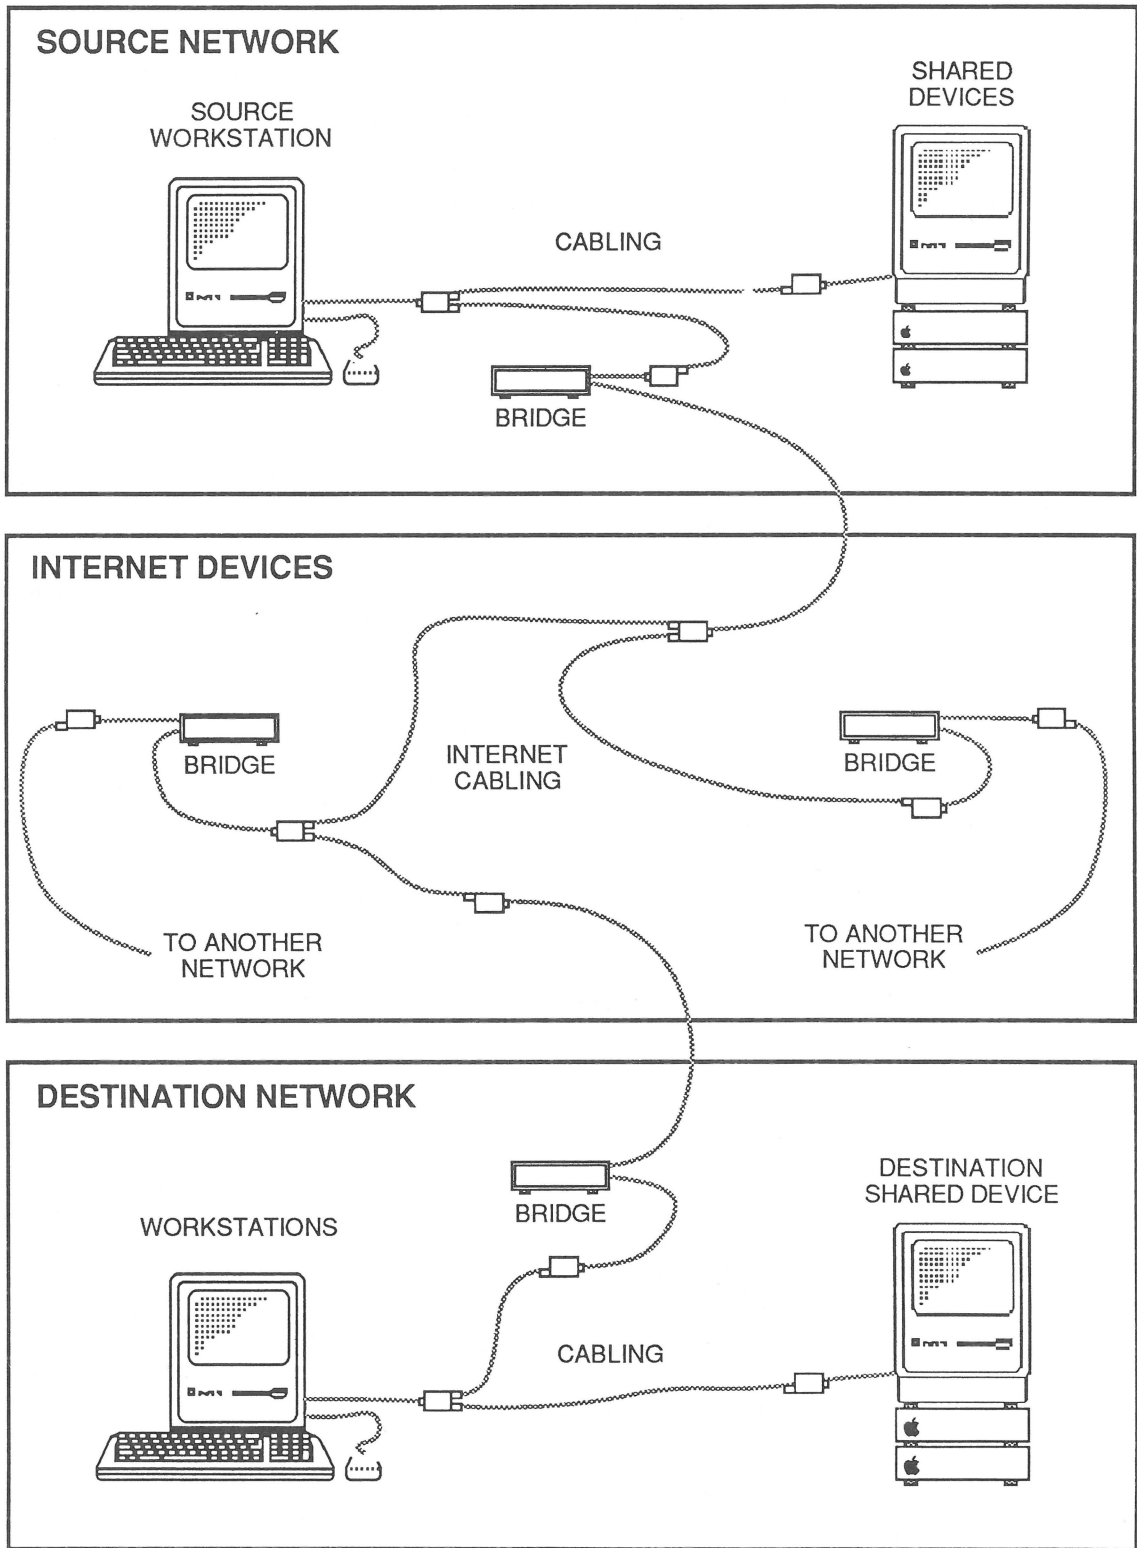 SOURCE NETWORK
SHARED
DEVICES
SOURCE
WORKSTATION
CABLING
BRIDGE
INTERNET DEVICES
BRIDGE
INTERNET
CABLING
BRIDGE
TO ANOTHER
NETWORK
TO ANOTHER
NETWORK
DESTINATION NETWORK
BRIDGE
DESTINATION
SHARED DEVICE
WORKSTATIONS
CABLING